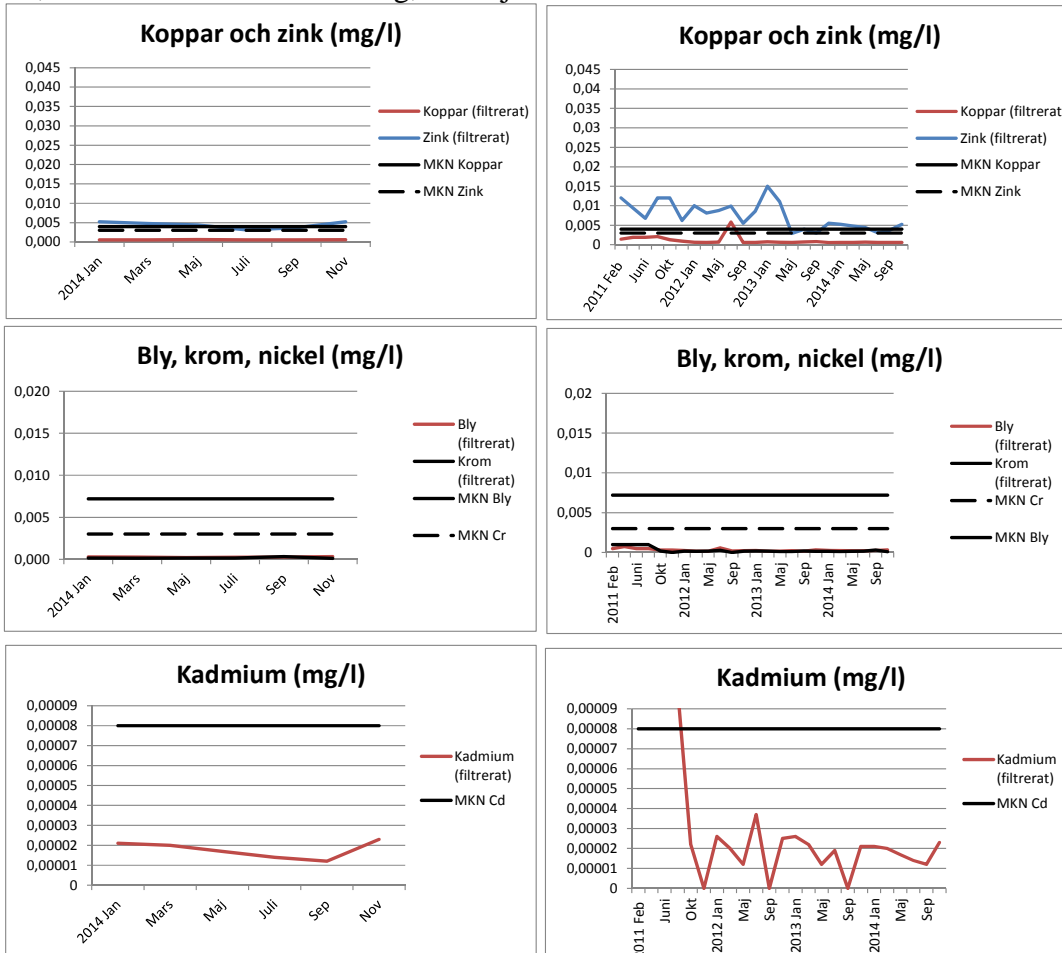 Koppar och zink (mg/l)
0,045
0,040
0,035
0,030
0,025
0,020
0,015
0,010
0,005
0,000
2014 Jan
Mars
Maj
Juli
Sep
Nov
Koppar (filtrerat)
Zink (filtrerat)
MKN Koppar
MKN Zink
Koppar och zink (mg/l)
0,045
0,04
0,035
0,03
0,025
0,02
0,015
0,01
0,005
0
2011 Feb
Juni
Okt
2012 Jan
Maj
Sep
2013 Jan
Maj
Sep
2014 Jan
Maj
Sep
Koppar (filtrerat
Zink (filtrerat)
MKN Koppar
MKN Zink
Bly, krom, nickel (mg/l)
0,020
0,015
0,010
0,005
0,000
2014 Jan
Mars
Maj
Juli
Sep
Nov
Bly
(filtrerat)
Krom
(filtrerat)
MKN Bly
MKN Cr
Bly, krom, nickel (mg/l)
0,02
0,015
0,01
0,005
0
2011 Feb
Juni
Okt
2012 Jan
Maj
Sep
2013 Jan
Maj
Sep
2014 Jan
Maj
Sep
Bly
(filtrerat)
Krom
(filtrerat)
MKN Cr
MKN Bly
Kadmium (mg/l)
0,00009
0,00008
0,00007
0,00006
0,00005
0,00004
0,00003
0,00002
0,00001
0
2014 Jan
Mars
Maj
Juli
Sep
Nov
Kadmium
(filtrerat)
MKN Cd
Kadmium (mg/l)
0,00009
0,00008
0,00007
0,00006
0,00005
0,00004
0,00003
0,00002
0,00001
0
2011 Feb
Juni
Okt
2012 Jan
Maj
Sep
2013 Jan
Maj
Sep
2014 Jan
Maj
Sep
Kadmium
(filtrerat)
MKN Cd